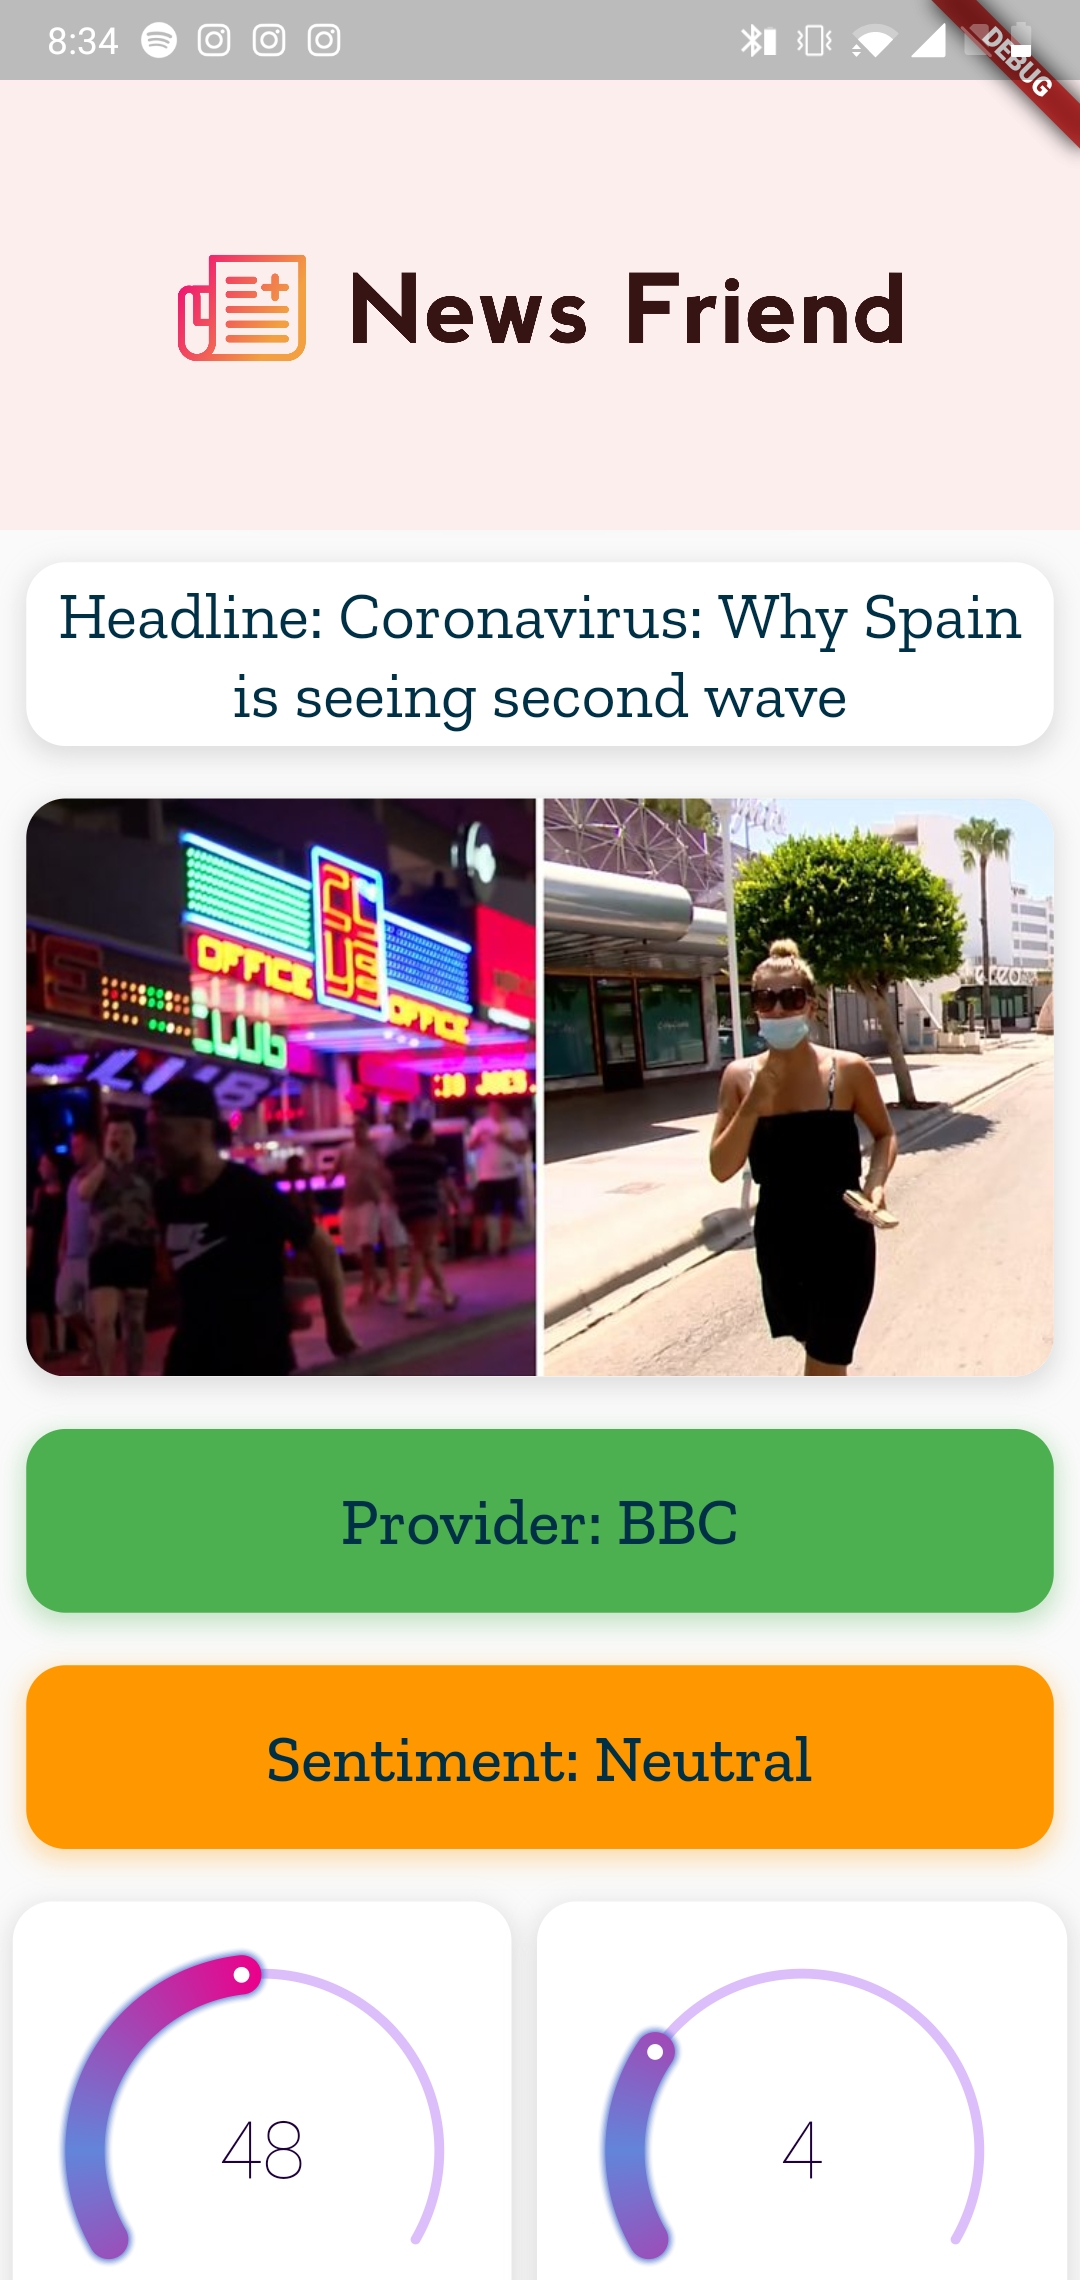 8:34
DEBUG
News Friend
Headline: Coronavirus: Why Spain
is seeing second wave
OFFICE
OFFICE
CLUB
Provider: BBC
Sentiment: Neutral
48
4